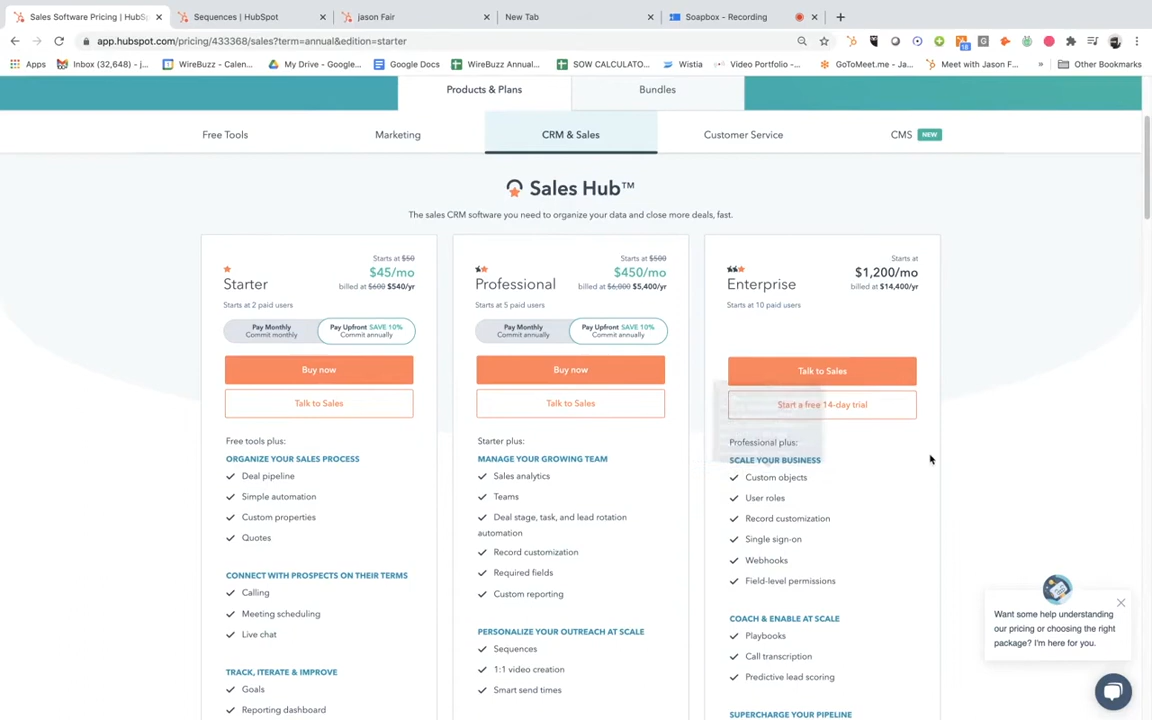 Sales Software Pricing | HubS
Sequences | HubSpot
jason Fair
New Tab
Soapbox - Recording
app.hubspot.com/pricing/433368/sales?term=annual&edition=starter
Apps
Inbox (32,648) - j...
WireBuzz - Calen...
My Drive - Google...
Google Docs
WireBuzz Annual...
SOW CALCULATO...
Wistia
Video Portfolio -...
GoToMeet.me - Ja...
Meet with Jason F...
»
Other Bookmarks
18
Products & Plans
Bundles
Free Tools
Marketing
CRM & Sales
Customer Service
CMS NEW
Sales Hub™
The sales CRM software you need to organize your data and close more deals, fast.
Starts at $50
$45/mo
Starter
billed at $600 $540/yr
Starts at 2 paid users
Pay Monthly
Commit monthly
Pay Upfront SAVE 10%
Commit annually
Buy now
Talk to Sales
Free tools plus:
ORGANIZE YOUR SALES PROCESS
Deal pipeline
Simple automation
Custom properties
Quotes
CONNECT WITH PROSPECTS ON THEIR TERMS
Calling
Meeting scheduling
Live chat
TRACK, ITERATE & IMPROVE
Goals
Reporting dashboard
Starts at $500
$450/mo
Professional
billed at $6,000 $5,400/yr
Starts at 5 paid users
Pay Monthly
Commit annually
Pay Upfront SAVE 10%
Commit annually
Buy now
Talk to Sales
Starter plus:
MANAGE YOUR GROWING TEAM
Sales analytics
Teams
Deal stage, task, and lead rotation
automation
Record customization
Required fields
Custom reporting
PERSONALIZE YOUR OUTREACH AT SCALE
Sequences
1:1 video creation
Smart send times
Starts at
$1,200/mo
Enterprise
billed at $14,400/yr
Starts at 10 paid users
Talk to Sales
Start a free 14-day trial
Professional plus:
SCALE YOUR BUSINESS
Custom objects
User roles
Record customization
Single sign-on
Webhooks
Field-level permissions
COACH & ENABLE AT SCALE
Playbooks
Call transcription
Predictive lead scoring
SUPERCHARGE YOUR PIPELINE
Want some help understanding
our pricing or choosing the right
package? I'm here for you.